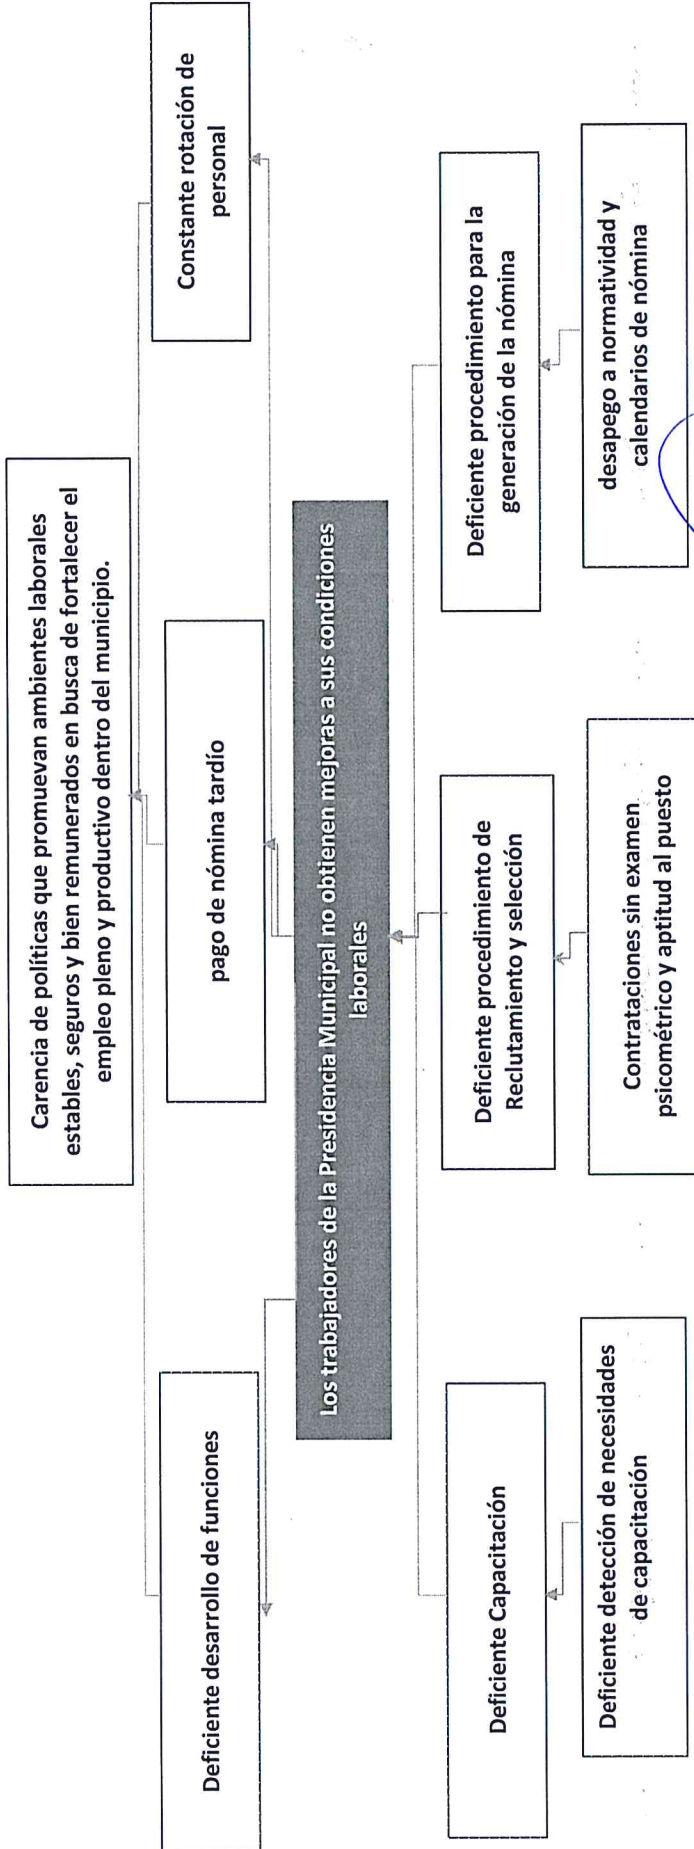 Carencia de políticas que promuevan ambientes laborales
estables, seguros y bien remunerados en busca de fortalecer el
empleo pleno y productivo dentro del municipio.
Deficiente desarrollo de funciones
pago de nómina tardío
Constante rotación de
personal
Los trabajadores de la Presidencia Municipal no obtienen mejoras a sus condiciones
laborales
Deficiente Capacitación
Deficiente procedimiento de
Reclutamiento y selección
Deficiente procedimiento para la
generación de la nómina
Deficiente detección de necesidades
de capacitación
Contrataciones sin examen
psicométrico y aptitud al puesto
desapego a normatividad y
calendarios de nómina